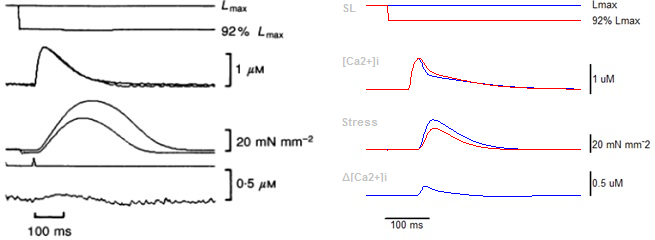 Lmax
92% Lmax
1 μM
20 mN mm⁻²
0·5 μM
100 ms
SL
Lmax
92% Lmax
[Ca2+]i
1 uM
Stress
20 mN mm⁻²
Δ[Ca2+]i
0.5 uM
100 ms